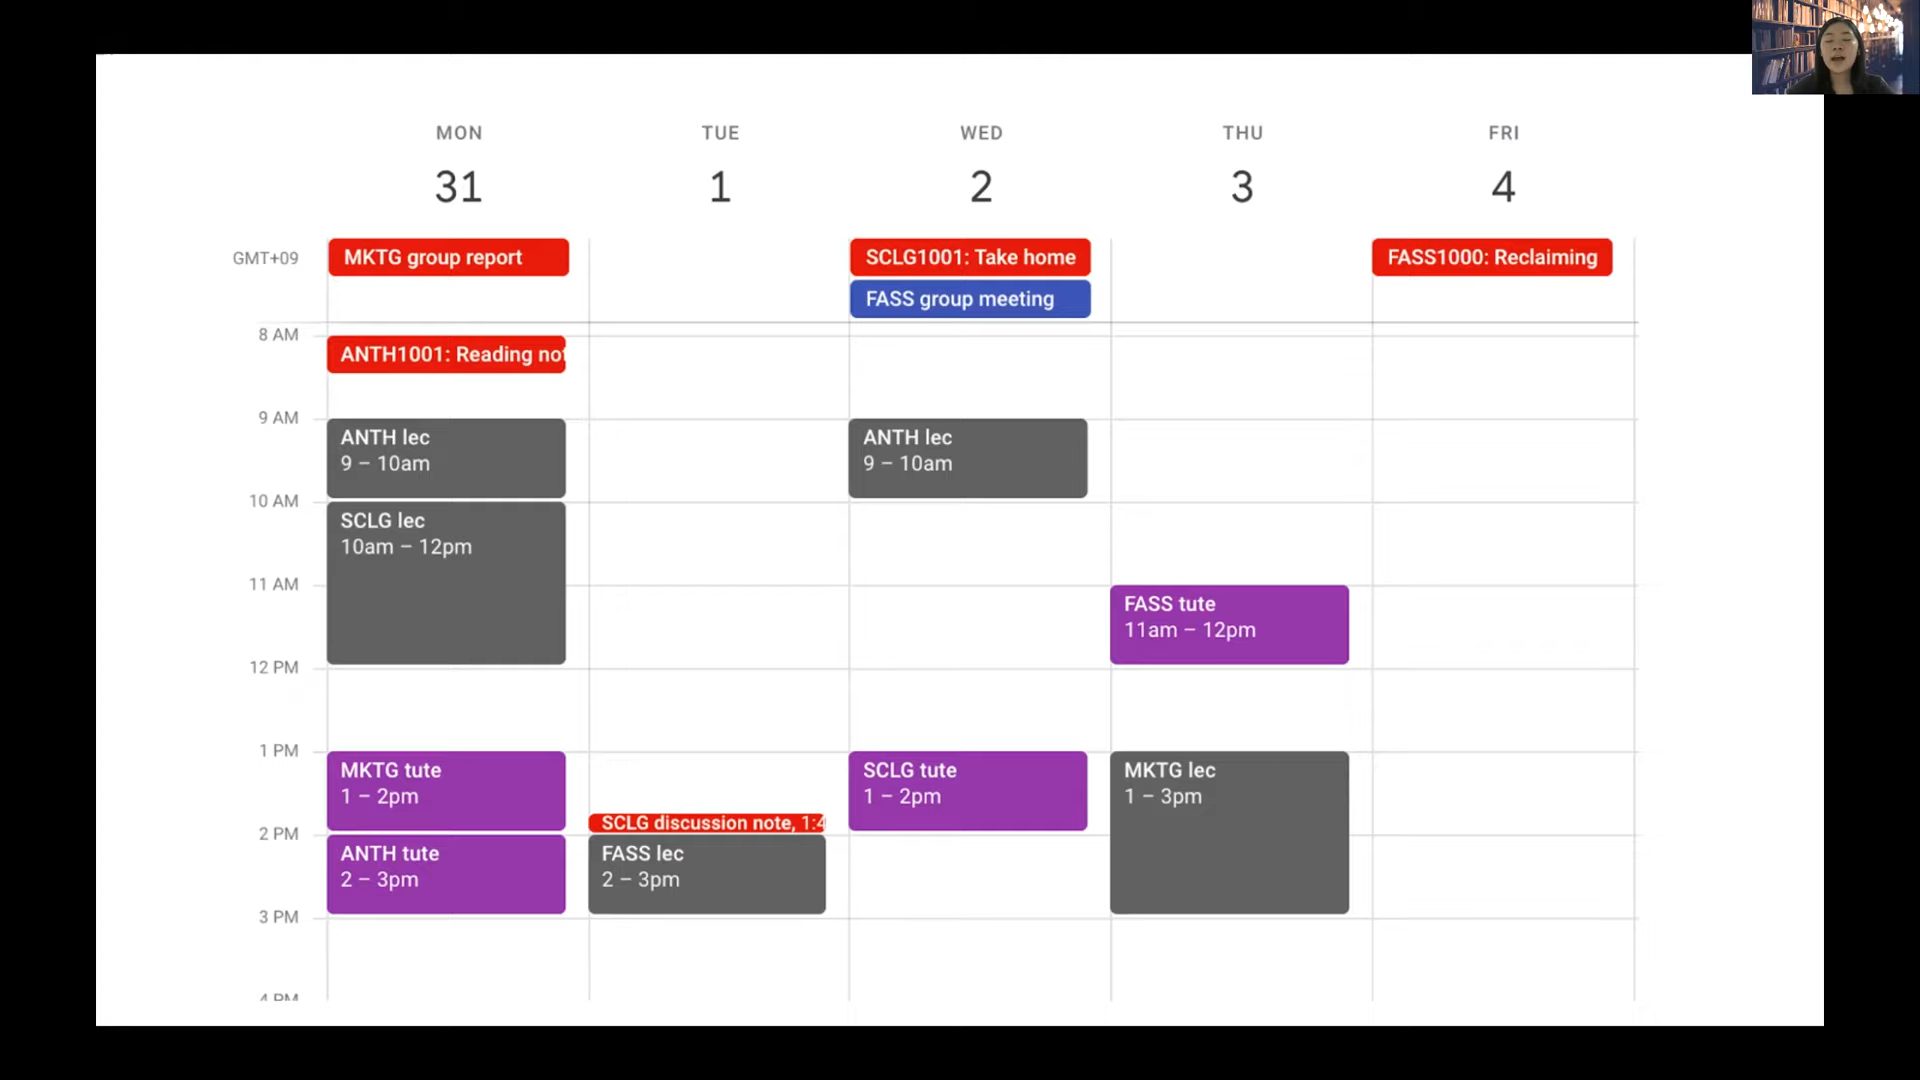 MON
TUE
WED
THU
FRI
31
1
2
3
4
GMT+09
MKTG group report
SCLG1001: Take home
FASS1000: Reclaiming
FASS group meeting
8 AM
ANTH1001: Reading
9 AM
ANTH lec
9 – 10am
ANTH lec
9 – 10am
10 AM
SCLG lec
10am – 12pm
11 AM
FASS tute
11am – 12pm
12 PM
1 PM
MKTG tute
1 – 2pm
SCLG tute
1 – 2pm
MKTG lec
1 – 3pm
SCLG discussion note, 1:4
2 PM
ANTH tute
2 – 3pm
FASS lec
2 – 3pm
3 PM
4 PM